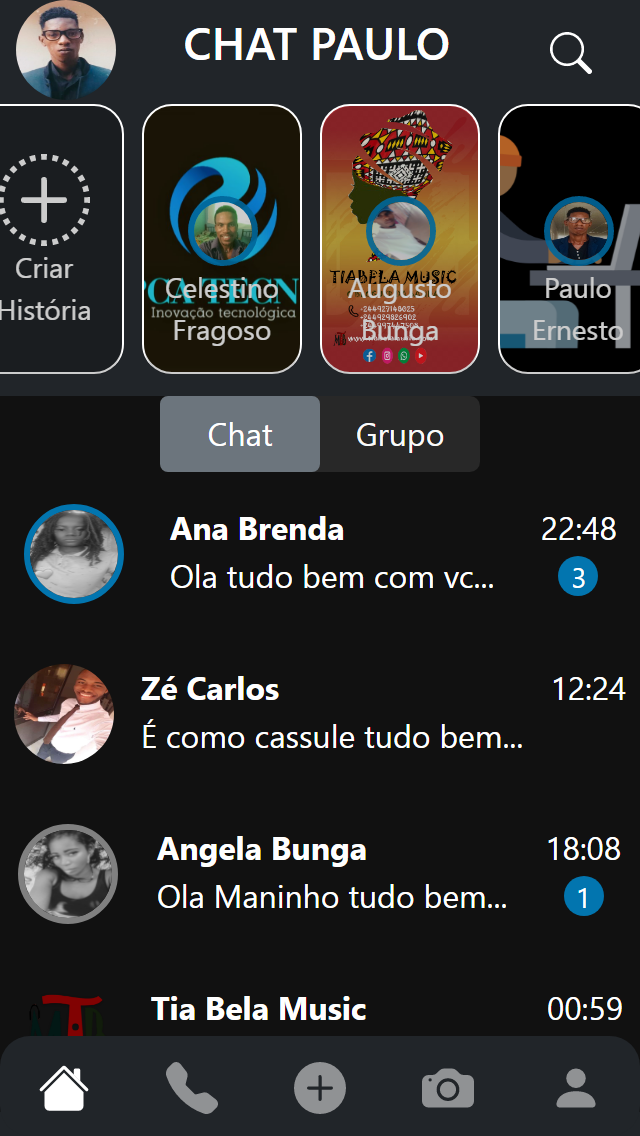 CHAT PAULO
Criar
História
PCA TEGN
Celestino
Inovação tecnológica
Fragoso
TIABELA MUSIC
Augusto
Bunga
Paulo
Ernesto
Chat
Grupo
Ana Brenda
22:48
Ola tudo bem com vc...
3
Zé Carlos
12:24
É como cassule tudo bem...
Angela Bunga
18:08
Ola Maninho tudo bem...
1
Tia Bela Music
00:59